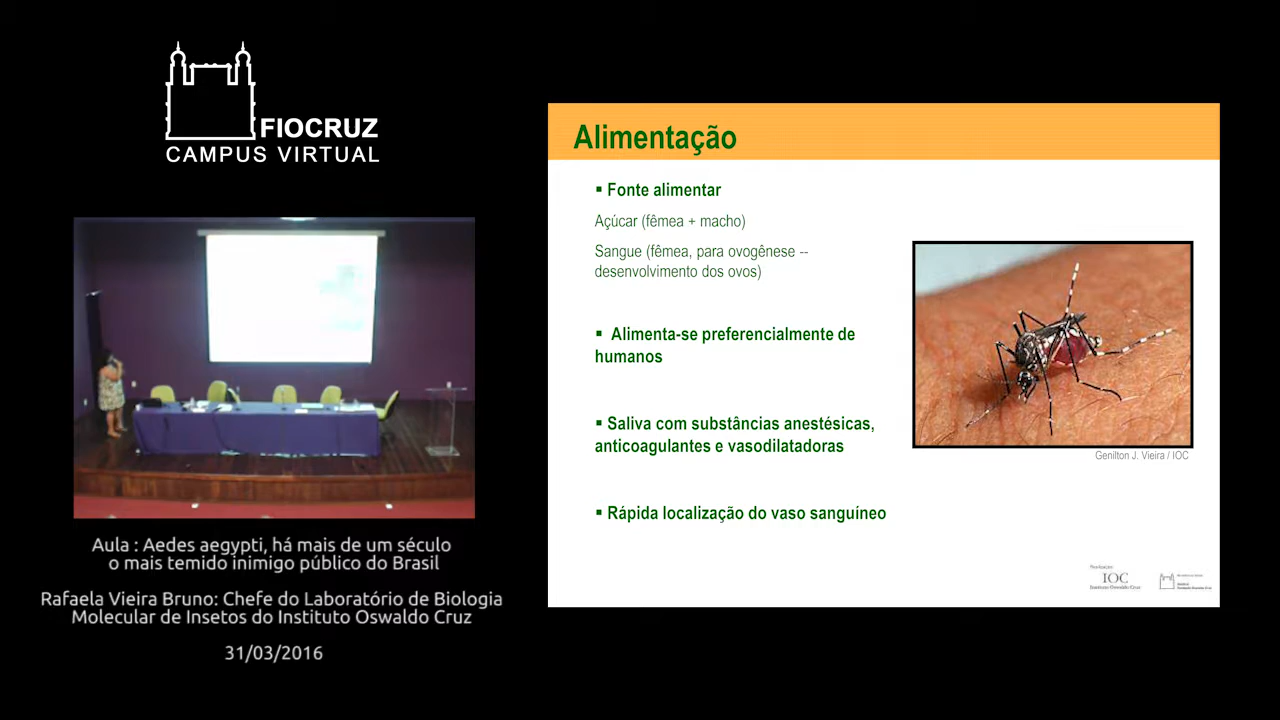 FIOCRUZ
CAMPUS VIRTUAL
Aula : Aedes aegypti, há mais de um século
o mais temido inimigo público do Brasil
Rafaela Vieira Bruno: Chefe do Laboratório de Biologia
Molecular de Insetos do Instituto Oswaldo Cruz
31/03/2016
Alimentação
▪ Fonte alimentar
Açúcar (fêmea + macho)
Sangue (fêmea, para ovogênese --
desenvolvimento dos ovos)
▪ Alimenta-se preferencialmente de
humanos
▪ Saliva com substâncias anestésicas,
anticoagulantes e vasodilatadoras
▪ Rápida localização do vaso sanguíneo
Genilton J. Vieira / IOC
IOC
Instituto Oswaldo Cruz